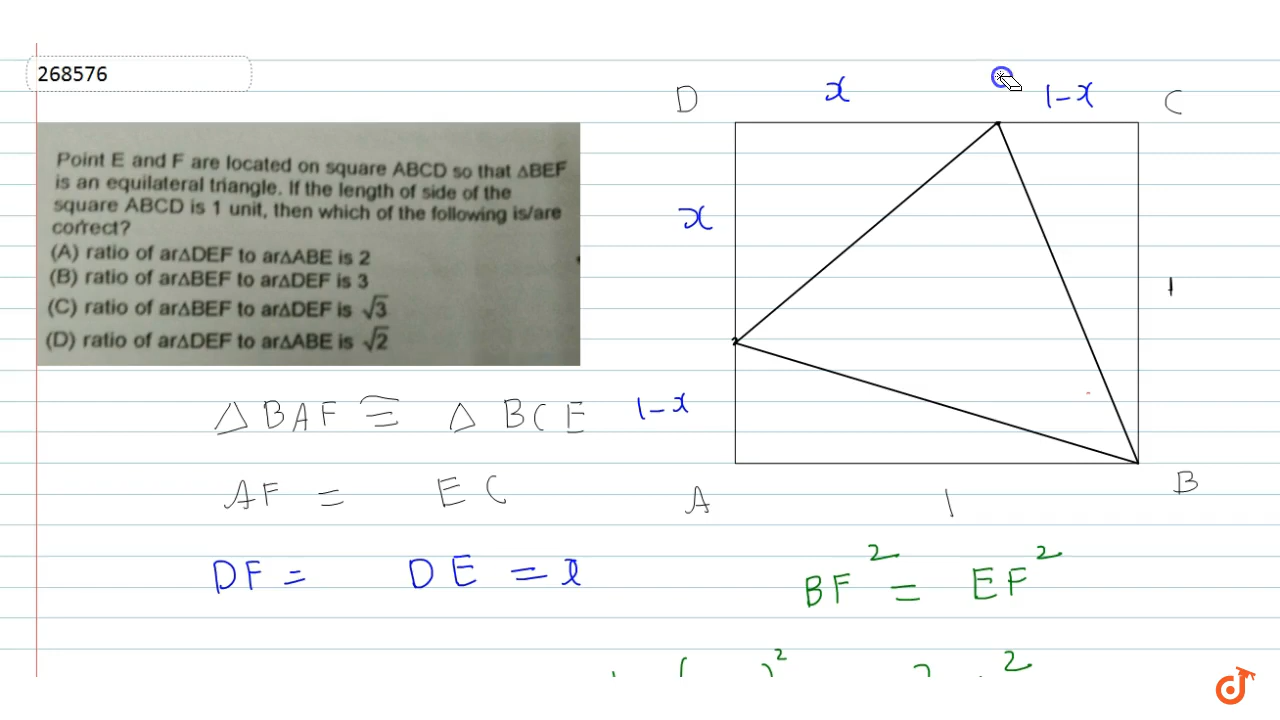 268576
Point E and F are located on square ABCD so that △BEF
is an equilateral triangle. If the length of side of the
square ABCD is 1 unit, then which of the following is/are
correct?
(A) ratio of ar△DEF to ar△ABE is 2
(B) ratio of ar△BEF to ar△DEF is 3
(C) ratio of ar△BEF to ar△DEF is √3
(D) ratio of ar△DEF to ar△ABE is √2
D x 1-x C
x
1
1-x
A 1 B
△ BAF ≅ △ BCE
AF = EC
DF = DE = x
BF² = EF²